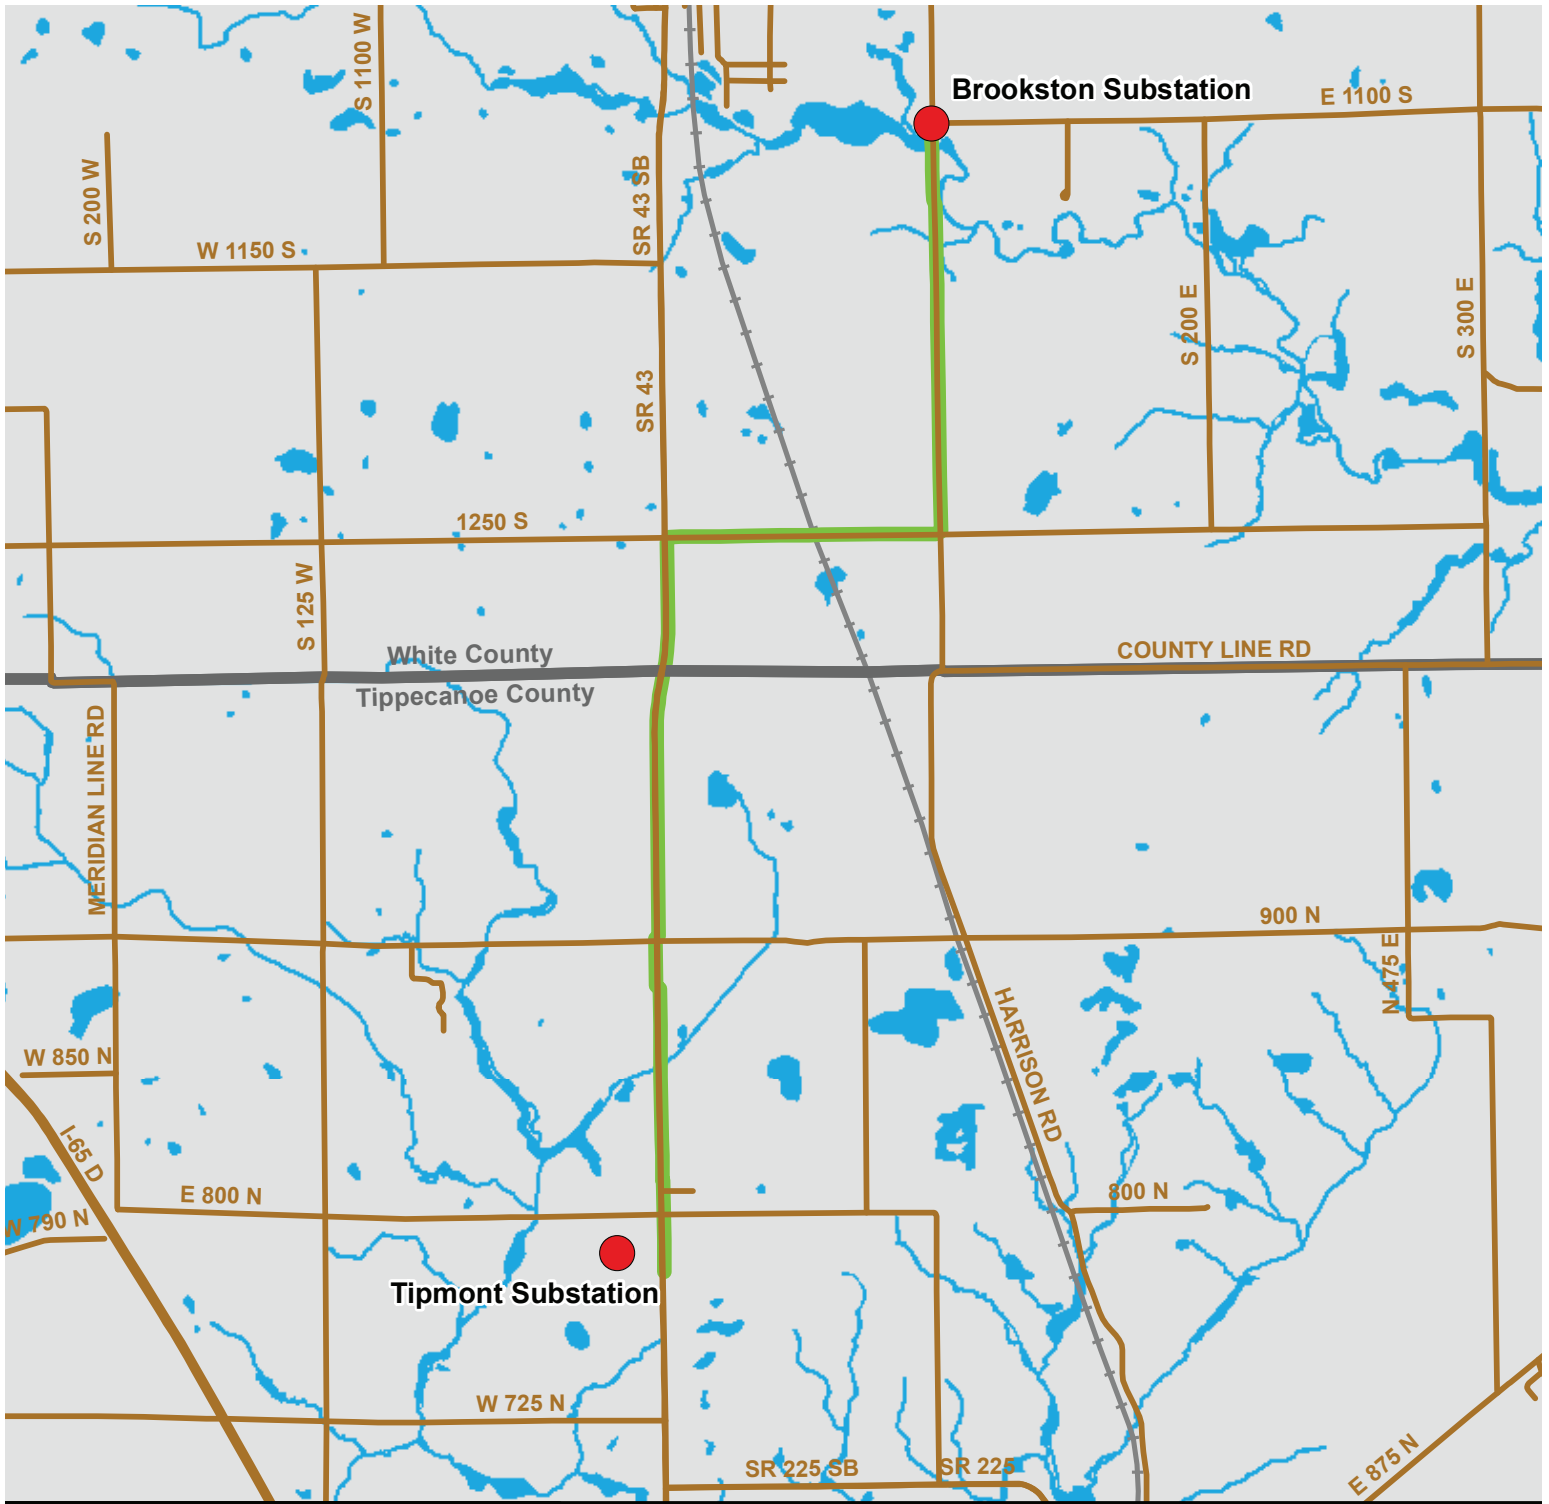 S 1100 W
Brookston Substation
E 1100 S
S 200 W
SR 43 SB
W 1150 S
S 200 E
S 300 E
SR 43
1250 S
S 125 W
White County
COUNTY LINE RD
Tippecanoe County
MERIDIAN LINE RD
900 N
N 475 E
HARRISON RD
W 850 N
I-65 D
E 800 N
800 N
W 790 N
Tipmont Substation
W 725 N
SR 225 SB
SR 225
E 875 N